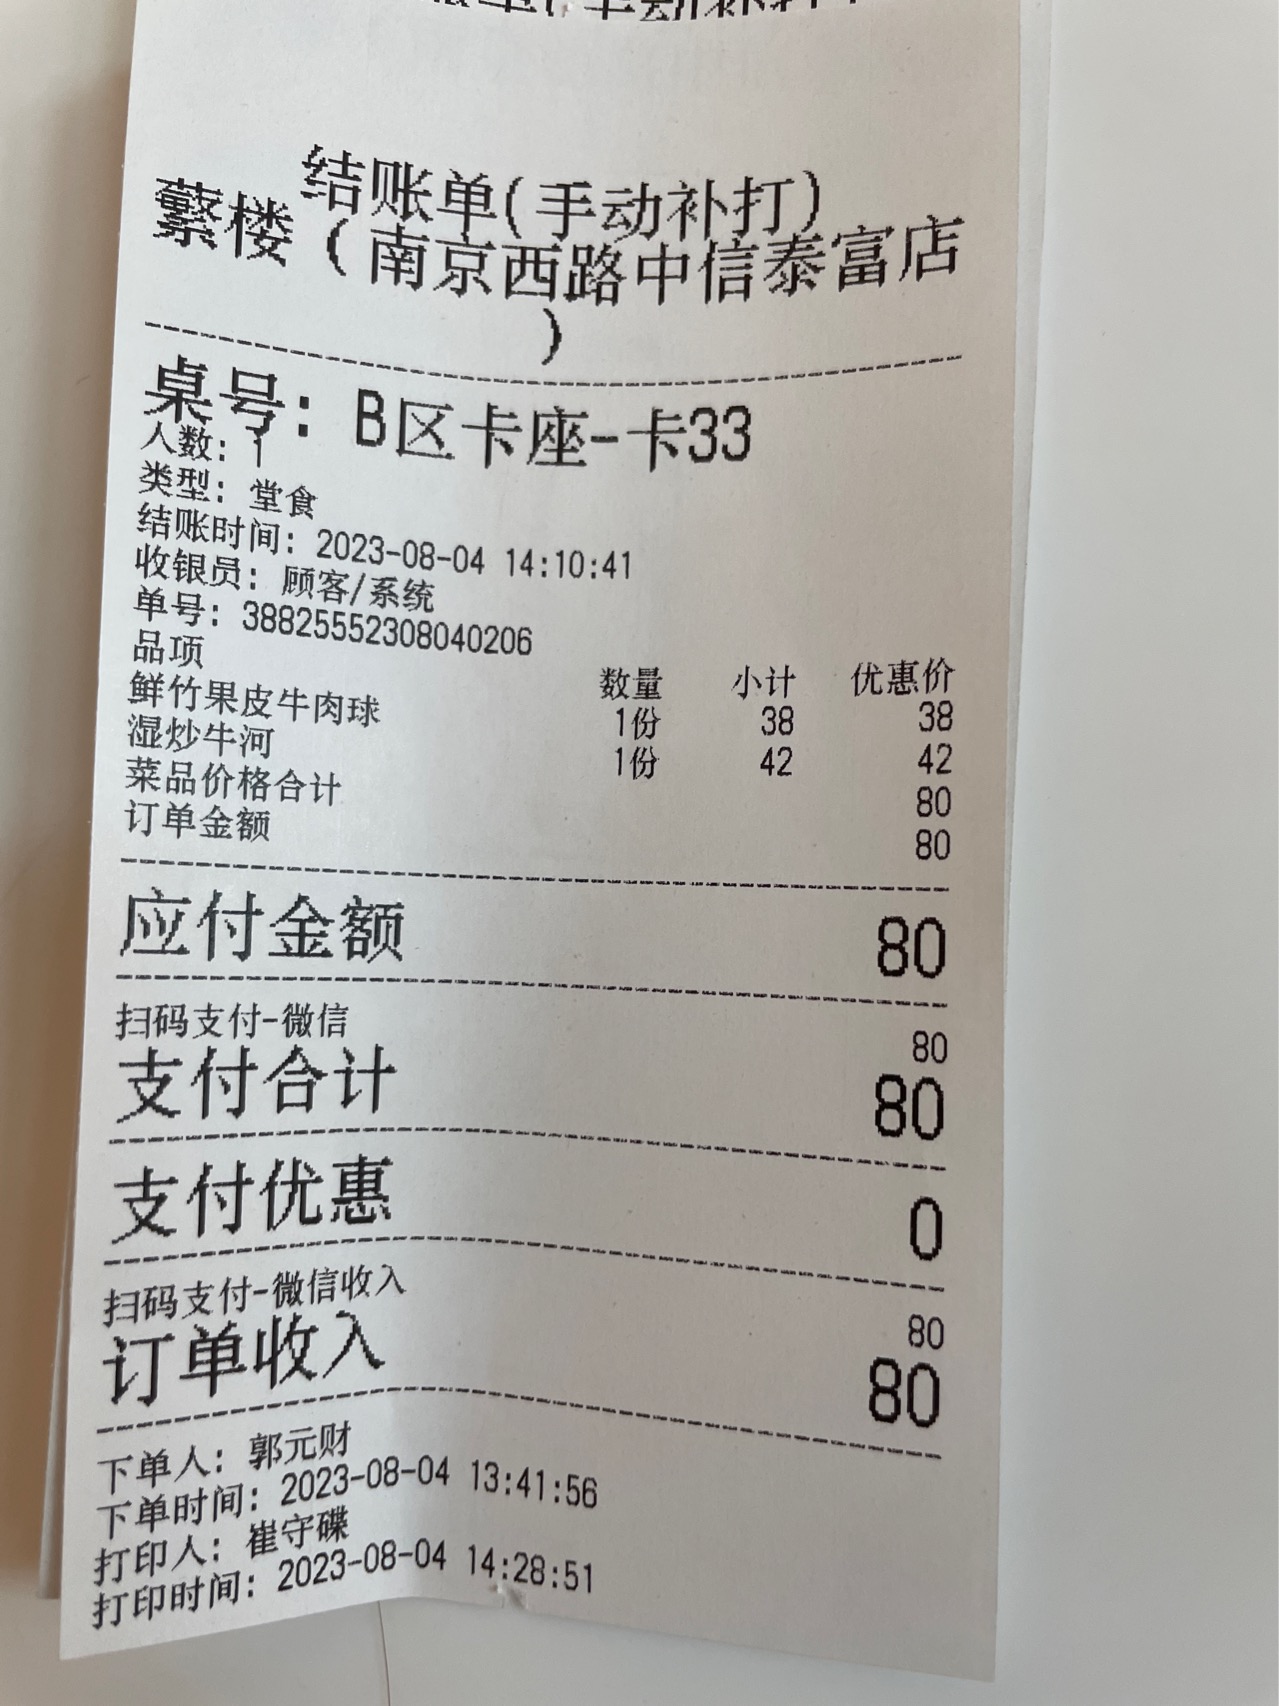 结账单(手动补打)
蘩楼（南京西路中信泰富店
）
桌号: B区卡座-卡33
人数: 1
类型: 堂食
结账时间: 2023-08-04 14:10:41
收银员: 顾客/系统
单号: 38825552308040206
品项 数量 小计 优惠价
鲜竹果皮牛肉球 1份 38 38
湿炒牛河 1份 42 42
菜品价格合计 80
订单金额 80
应付金额 80
扫码支付-微信 80
支付合计 80
支付优惠 0
扫码支付-微信收入 80
订单收入 80
下单人: 郭元财
下单时间: 2023-08-04 13:41:56
打印人: 崔守碟
打印时间: 2023-08-04 14:28:51